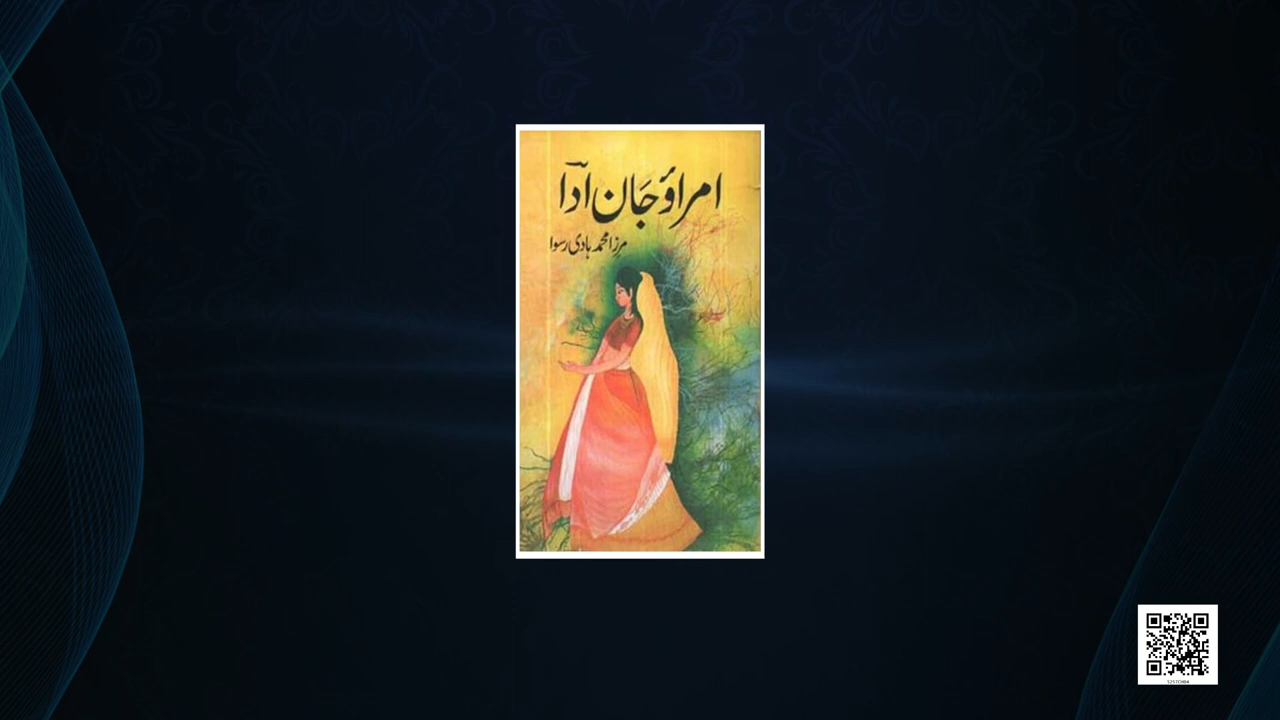 امراؤ جان ادا
مرزا محمد ہادی رسوا